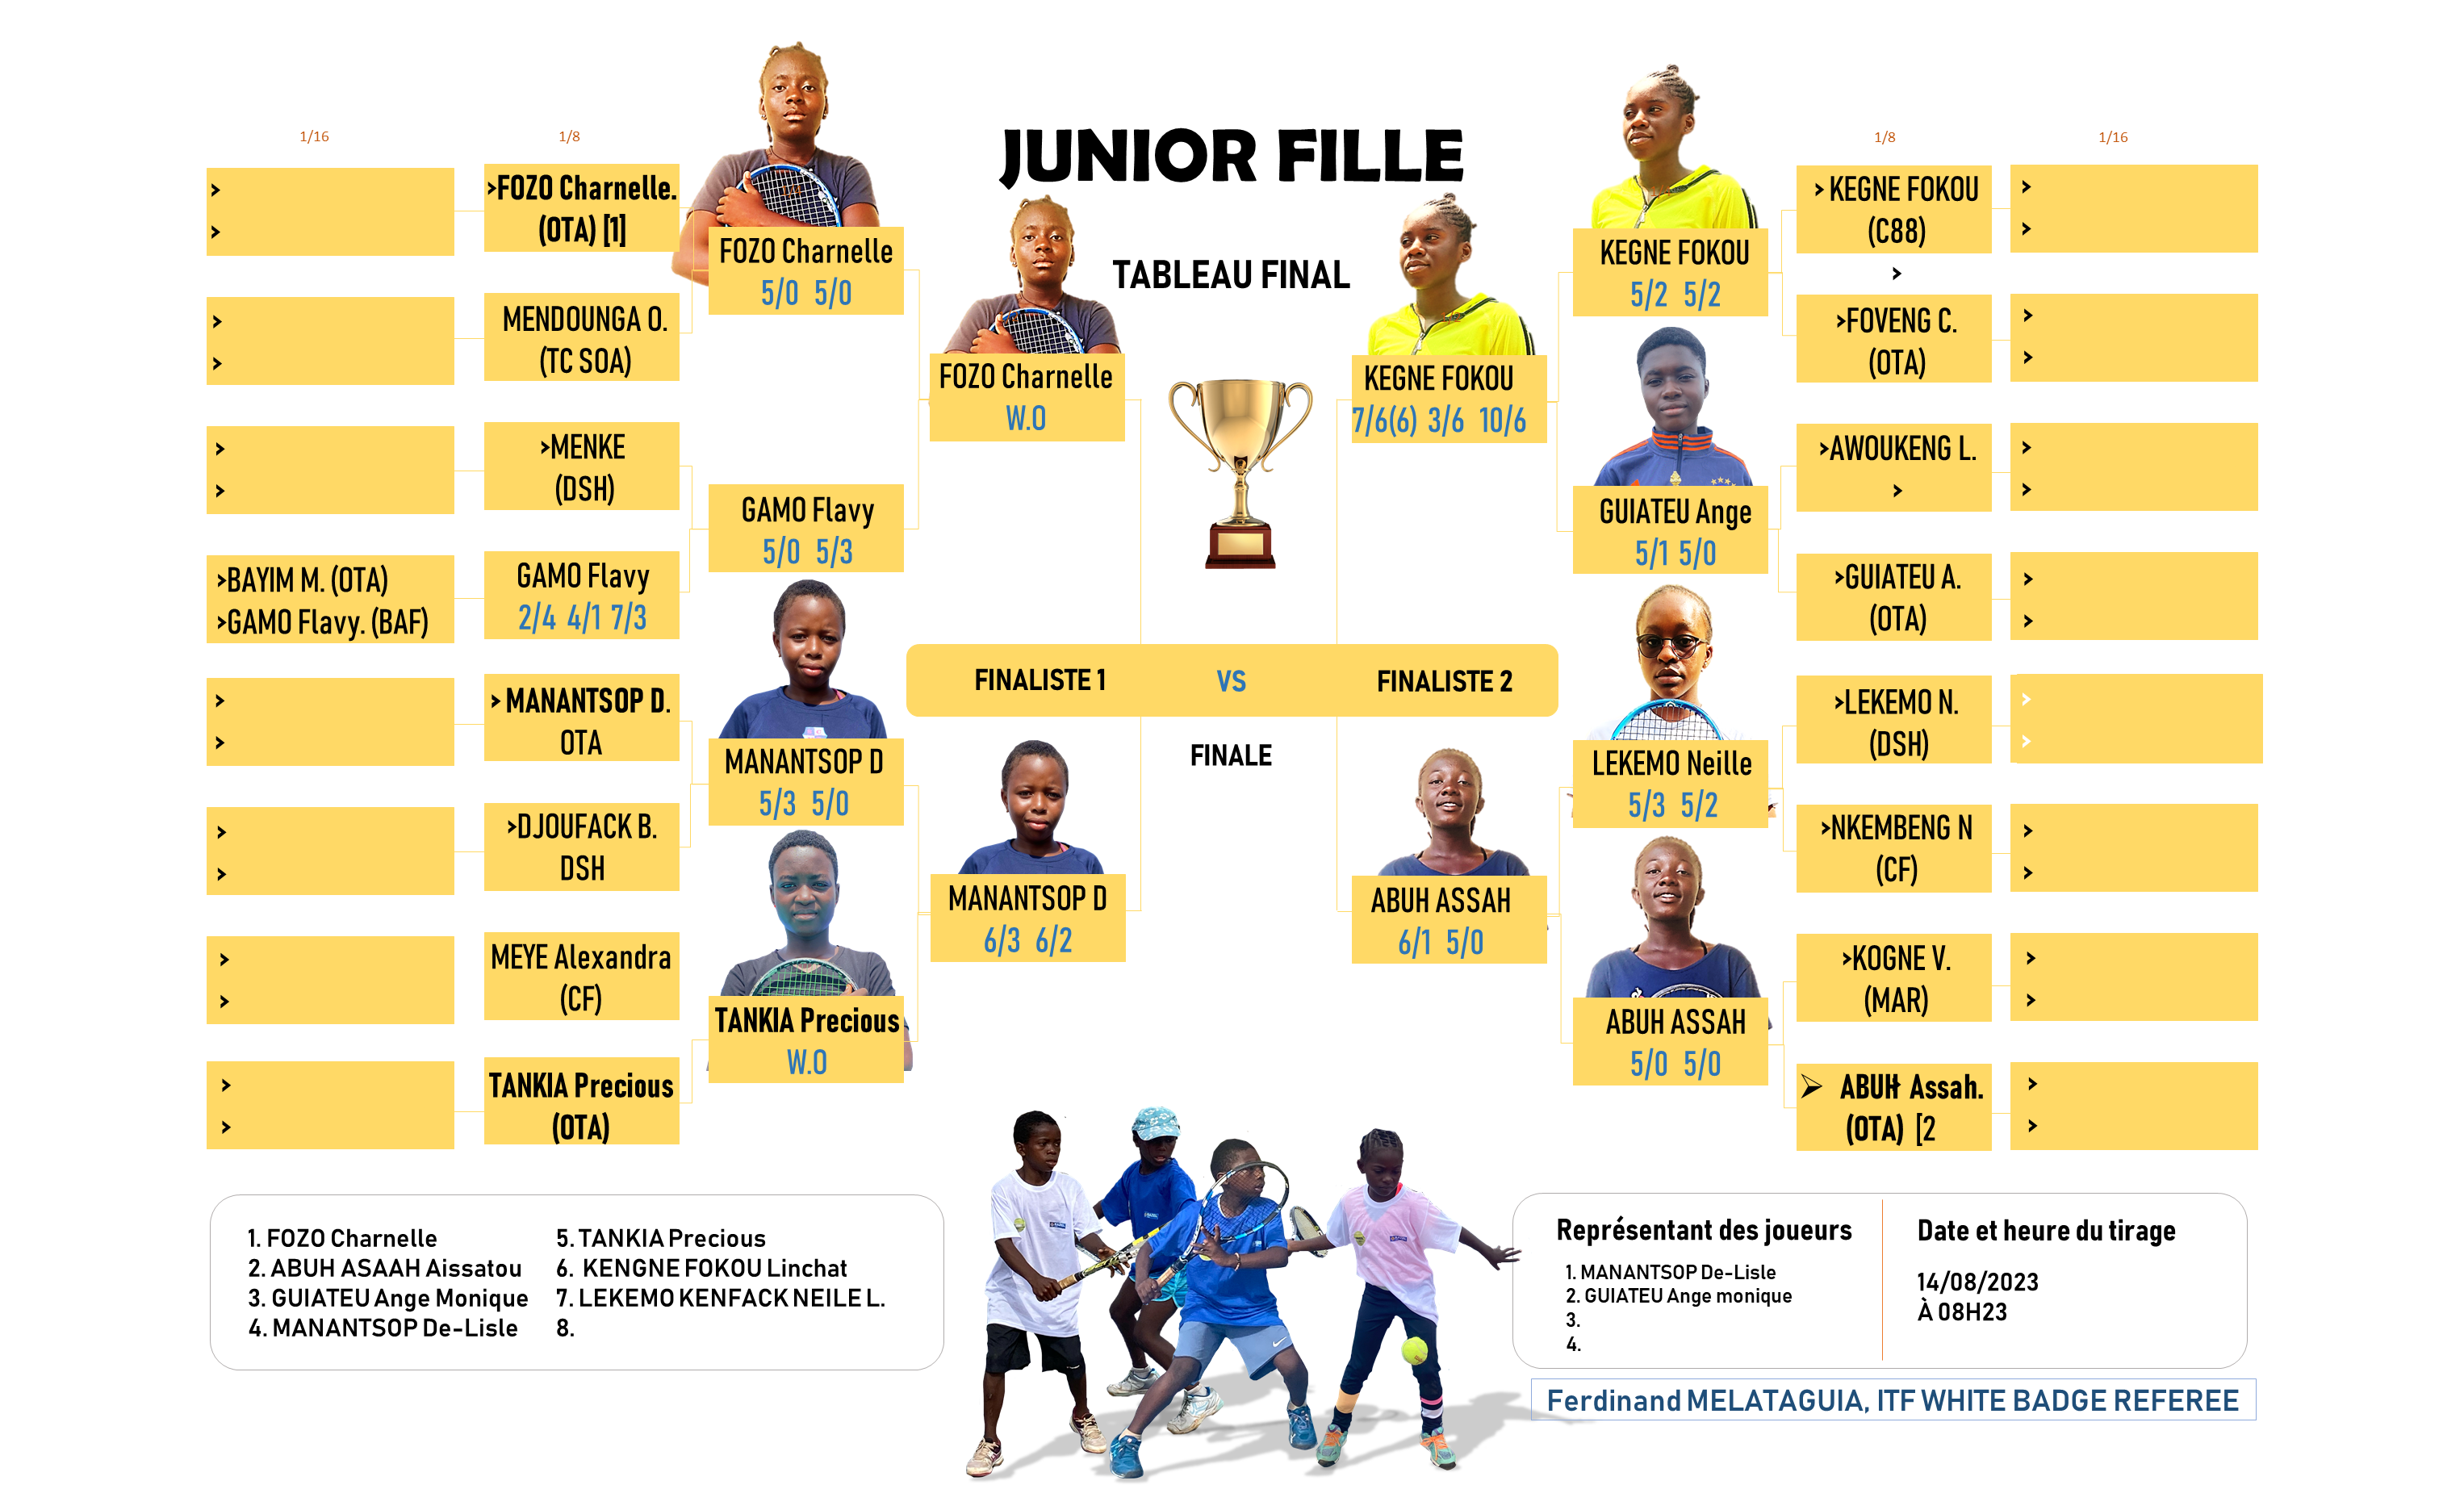 JUNIOR FILLE
TABLEAU FINAL
1/16
1/8
1/8
1/16
>
>
>FOZO Charnelle.
(OTA) [1]
>
>
MENDOUNGA O.
(TC SOA)
>
>
>MENKE
(DSH)
>BAYIM M. (OTA)
>GAMO Flavy. (BAF)
GAMO Flavy
2/4 4/1 7/3
>
>
> MANANTSOP D.
OTA
>
>
>DJOUFACK B.
DSH
>
>
MEYE Alexandra
(CF)
>
>
TANKIA Precious
(OTA)
FOZO Charnelle
5/0 5/0
GAMO Flavy
5/0 5/3
MANANTSOP D
5/3 5/0
TANKIA Precious
W.O
FOZO Charnelle
W.O
MANANTSOP D
6/3 6/2
FINALISTE 1 VS FINALISTE 2
FINALE
KEGNE FOKOU
7/6(6) 3/6 10/6
ABUH ASSAH
6/1 5/0
KEGNE FOKOU
5/2 5/2
GUIATEU Ange
5/1 5/0
LEKEMO Neille
5/3 5/2
ABUH ASSAH
5/0 5/0
> KEGNE FOKOU
(C88)
>
>
>
>FOVENG C.
(OTA)
>
>
>AWOUKENG L.
>
>
>
>GUIATEU A.
(OTA)
>
>
>LEKEMO N.
(DSH)
>
>
>NKEMBENG N
(CF)
>
>
>KOGNE V.
(MAR)
>
>
➢ ABUH Assah.
(OTA) [2
>
>
1. FOZO Charnelle
2. ABUH ASAAH Aissatou
3. GUIATEU Ange Monique
4. MANANTSOP De-Lisle
5. TANKIA Precious
6. KENGNE FOKOU Linchat
7. LEKEMO KENFACK NEILE L.
8.
Représentant des joueurs
1. MANANTSOP De-Lisle
2. GUIATEU Ange monique
3.
4.
Date et heure du tirage
14/08/2023
À 08H23
Ferdinand MELATAGUIA, ITF WHITE BADGE REFEREE